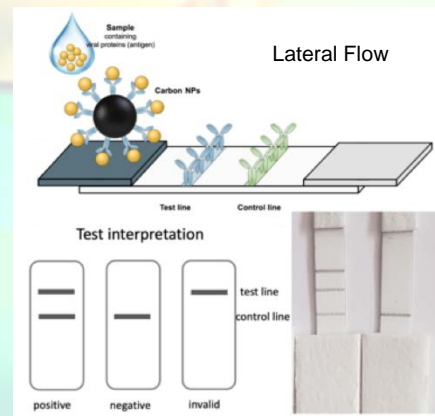 Sample
containing
viral proteins (antigen)
Lateral Flow
Carbon NPs
Test line
Control line
Test interpretation
test line
control line
positive
negative
invalid